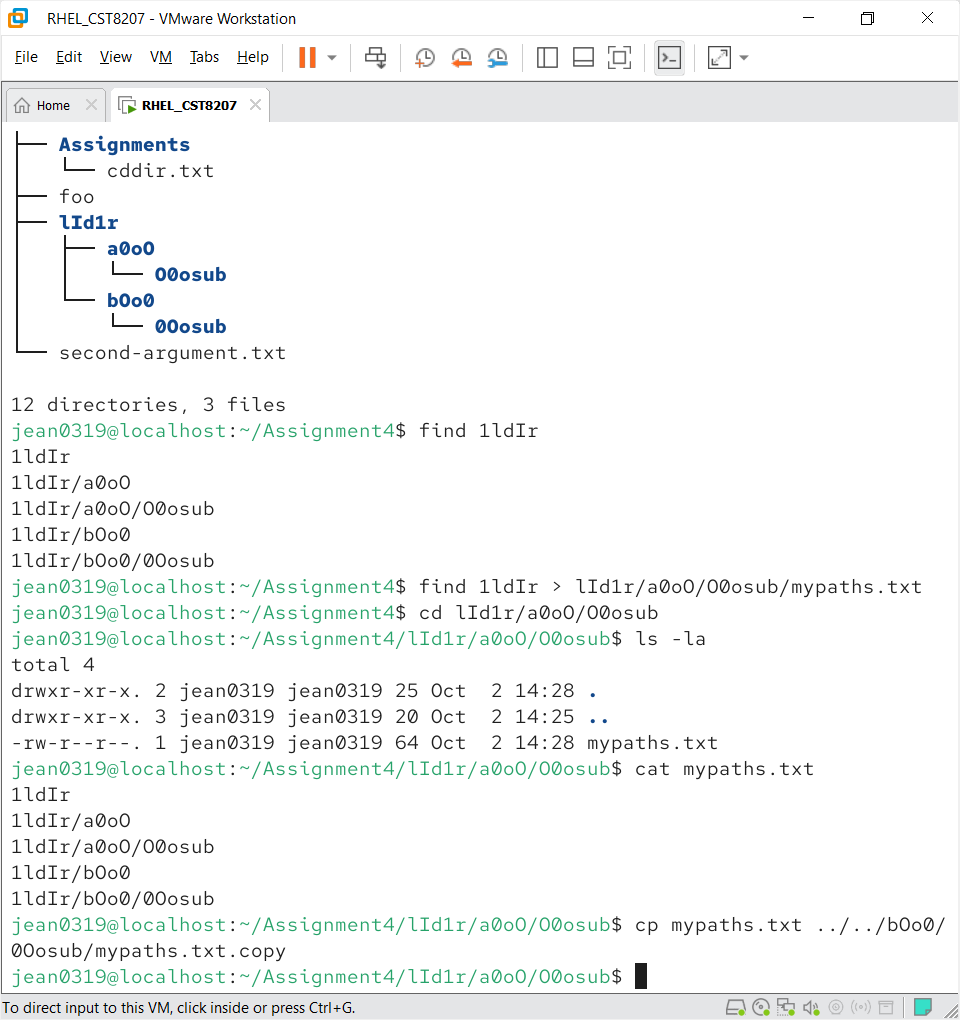 RHEL_CST8207 - VMware Workstation
File Edit View VM Tabs Help
Home RHEL_CST8207
├── Assignments
│   └── cddir.txt
├── foo
├── lId1r
│   ├── a0oO
│   │   └── O0osub
│   └── bOo0
│       └── 0Oosub
└── second-argument.txt
12 directories, 3 files
jean0319@localhost:~/Assignment4$ find 1ldIr
1ldIr
1ldIr/a0oO
1ldIr/a0oO/O0osub
1ldIr/bOo0
1ldIr/bOo0/0Oosub
jean0319@localhost:~/Assignment4$ find 1ldIr > lId1r/a0oO/O0osub/mypaths.txt
jean0319@localhost:~/Assignment4$ cd lId1r/a0oO/O0osub
jean0319@localhost:~/Assignment4/lId1r/a0oO/O0osub$ ls -la
total 4
drwxr-xr-x. 2 jean0319 jean0319 25 Oct  2 14:28 .
drwxr-xr-x. 3 jean0319 jean0319 20 Oct  2 14:25 ..
-rw-r--r--. 1 jean0319 jean0319 64 Oct  2 14:28 mypaths.txt
jean0319@localhost:~/Assignment4/lId1r/a0oO/O0osub$ cat mypaths.txt
1ldIr
1ldIr/a0oO
1ldIr/a0oO/O0osub
1ldIr/bOo0
1ldIr/bOo0/0Oosub
jean0319@localhost:~/Assignment4/lId1r/a0oO/O0osub$ cp mypaths.txt ../../bOo0/
0Oosub/mypaths.txt.copy
jean0319@localhost:~/Assignment4/lId1r/a0oO/O0osub$
To direct input to this VM, click inside or press Ctrl+G.